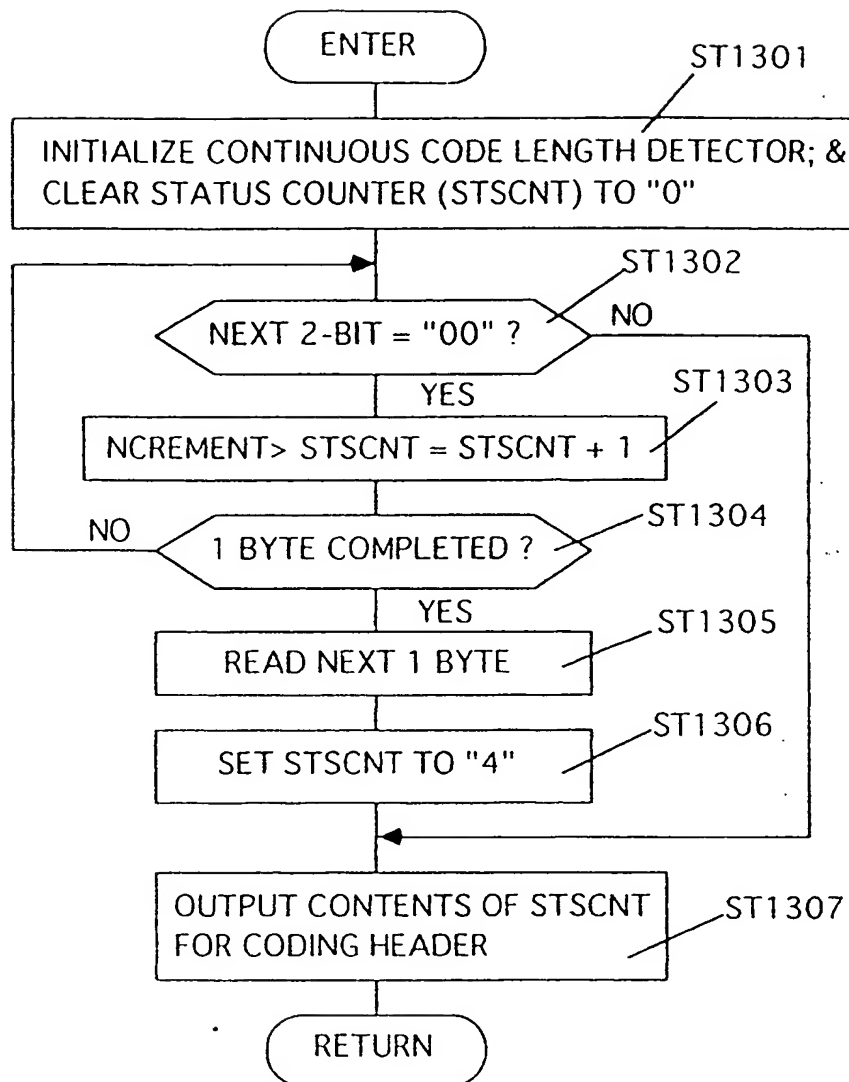 ENTER
ST1301
INITIALIZE CONTINUOUS CODE LENGTH DETECTOR; &
CLEAR STATUS COUNTER (STSCNT) TO "0"
ST1302
NEXT 2-BIT = "00" ?
NO
YES
ST1303
NCREMENT> STSCNT = STSCNT + 1
ST1304
NO
1 BYTE COMPLETED ?
YES
ST1305
READ NEXT 1 BYTE
ST1306
SET STSCNT TO "4"
OUTPUT CONTENTS OF STSCNT
FOR CODING HEADER
ST1307
RETURN